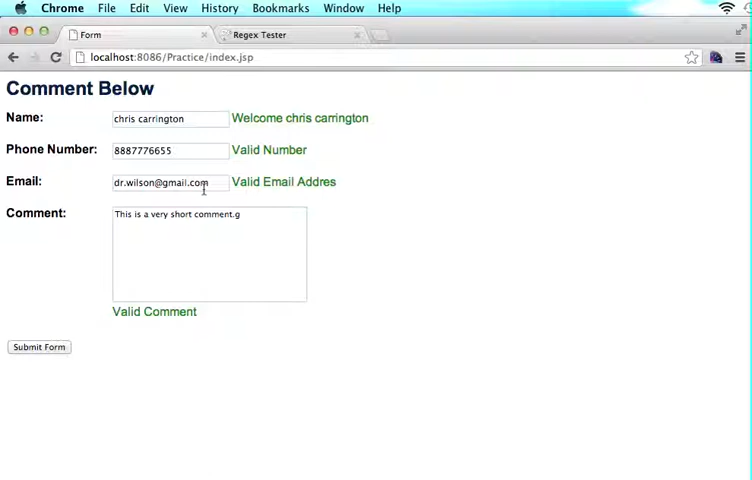 Chrome File Edit View History Bookmarks Window Help
Form Regex Tester
localhost:8086/Practice/index.jsp
Comment Below
Name: chris carrington Welcome chris carrington
Phone Number: 8887776655 Valid Number
Email: dr.wilson@gmail.com Valid Email Addres
Comment: This is a very short comment.g
Valid Comment
Submit Form